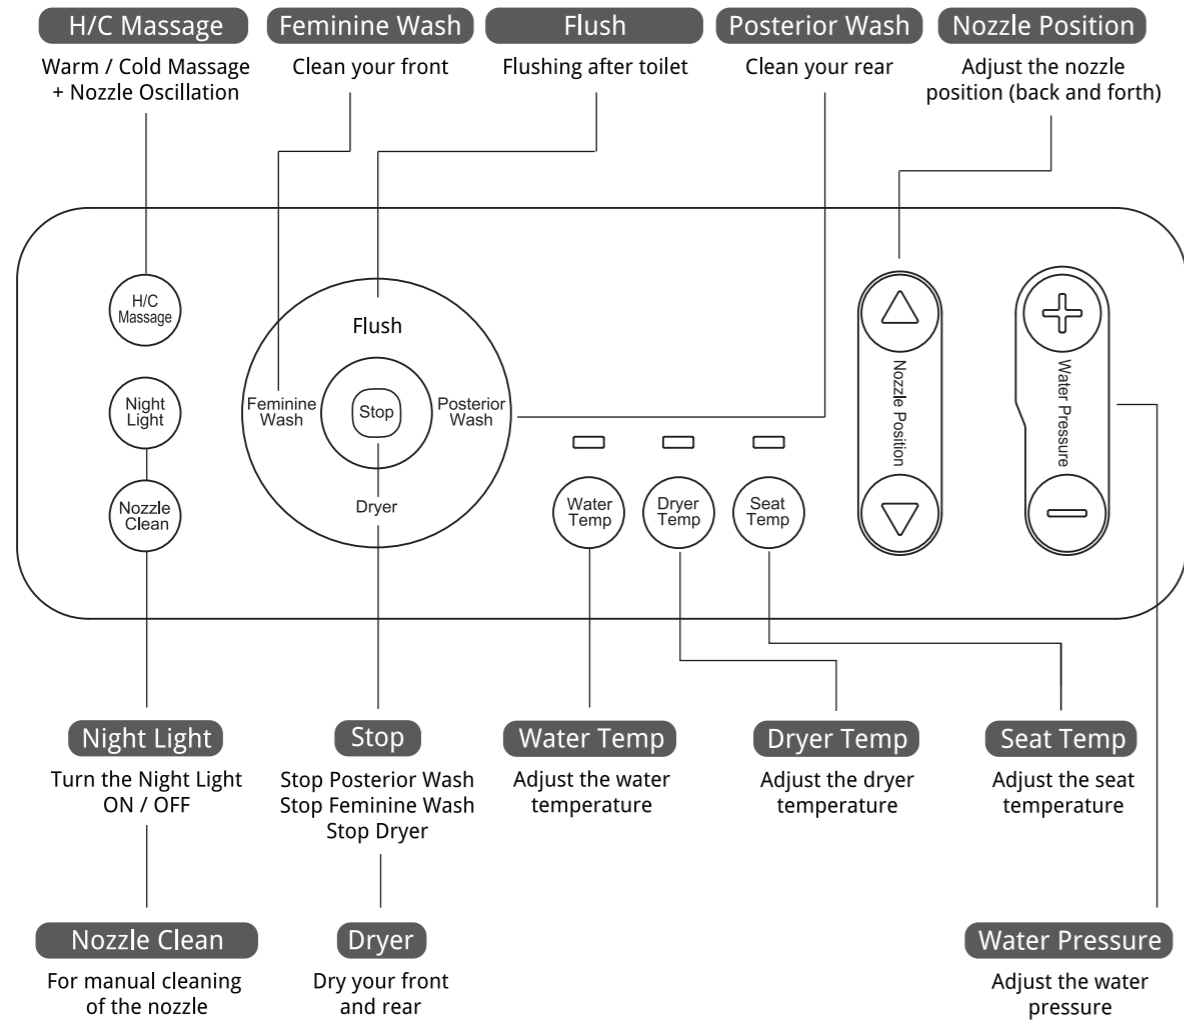 H/C Massage
Warm / Cold Massage
+ Nozzle Oscillation
Feminine Wash
Clean your front
Flush
Flushing after toilet
Posterior Wash
Clean your rear
Nozzle Position
Adjust the nozzle
position (back and forth)
H/C
Massage
Night
Light
Nozzle
Clean
Flush
Feminine
Wash
Stop
Posterior
Wash
Dryer
Water
Temp
Dryer
Temp
Seat
Temp
Nozzle Position
Water Pressure
Night Light
Turn the Night Light
ON / OFF
Stop
Stop Posterior Wash
Stop Feminine Wash
Stop Dryer
Water Temp
Adjust the water
temperature
Dryer Temp
Adjust the dryer
temperature
Seat Temp
Adjust the seat
temperature
Nozzle Clean
For manual cleaning
of the nozzle
Dryer
Dry your front
and rear
Water Pressure
Adjust the water
pressure